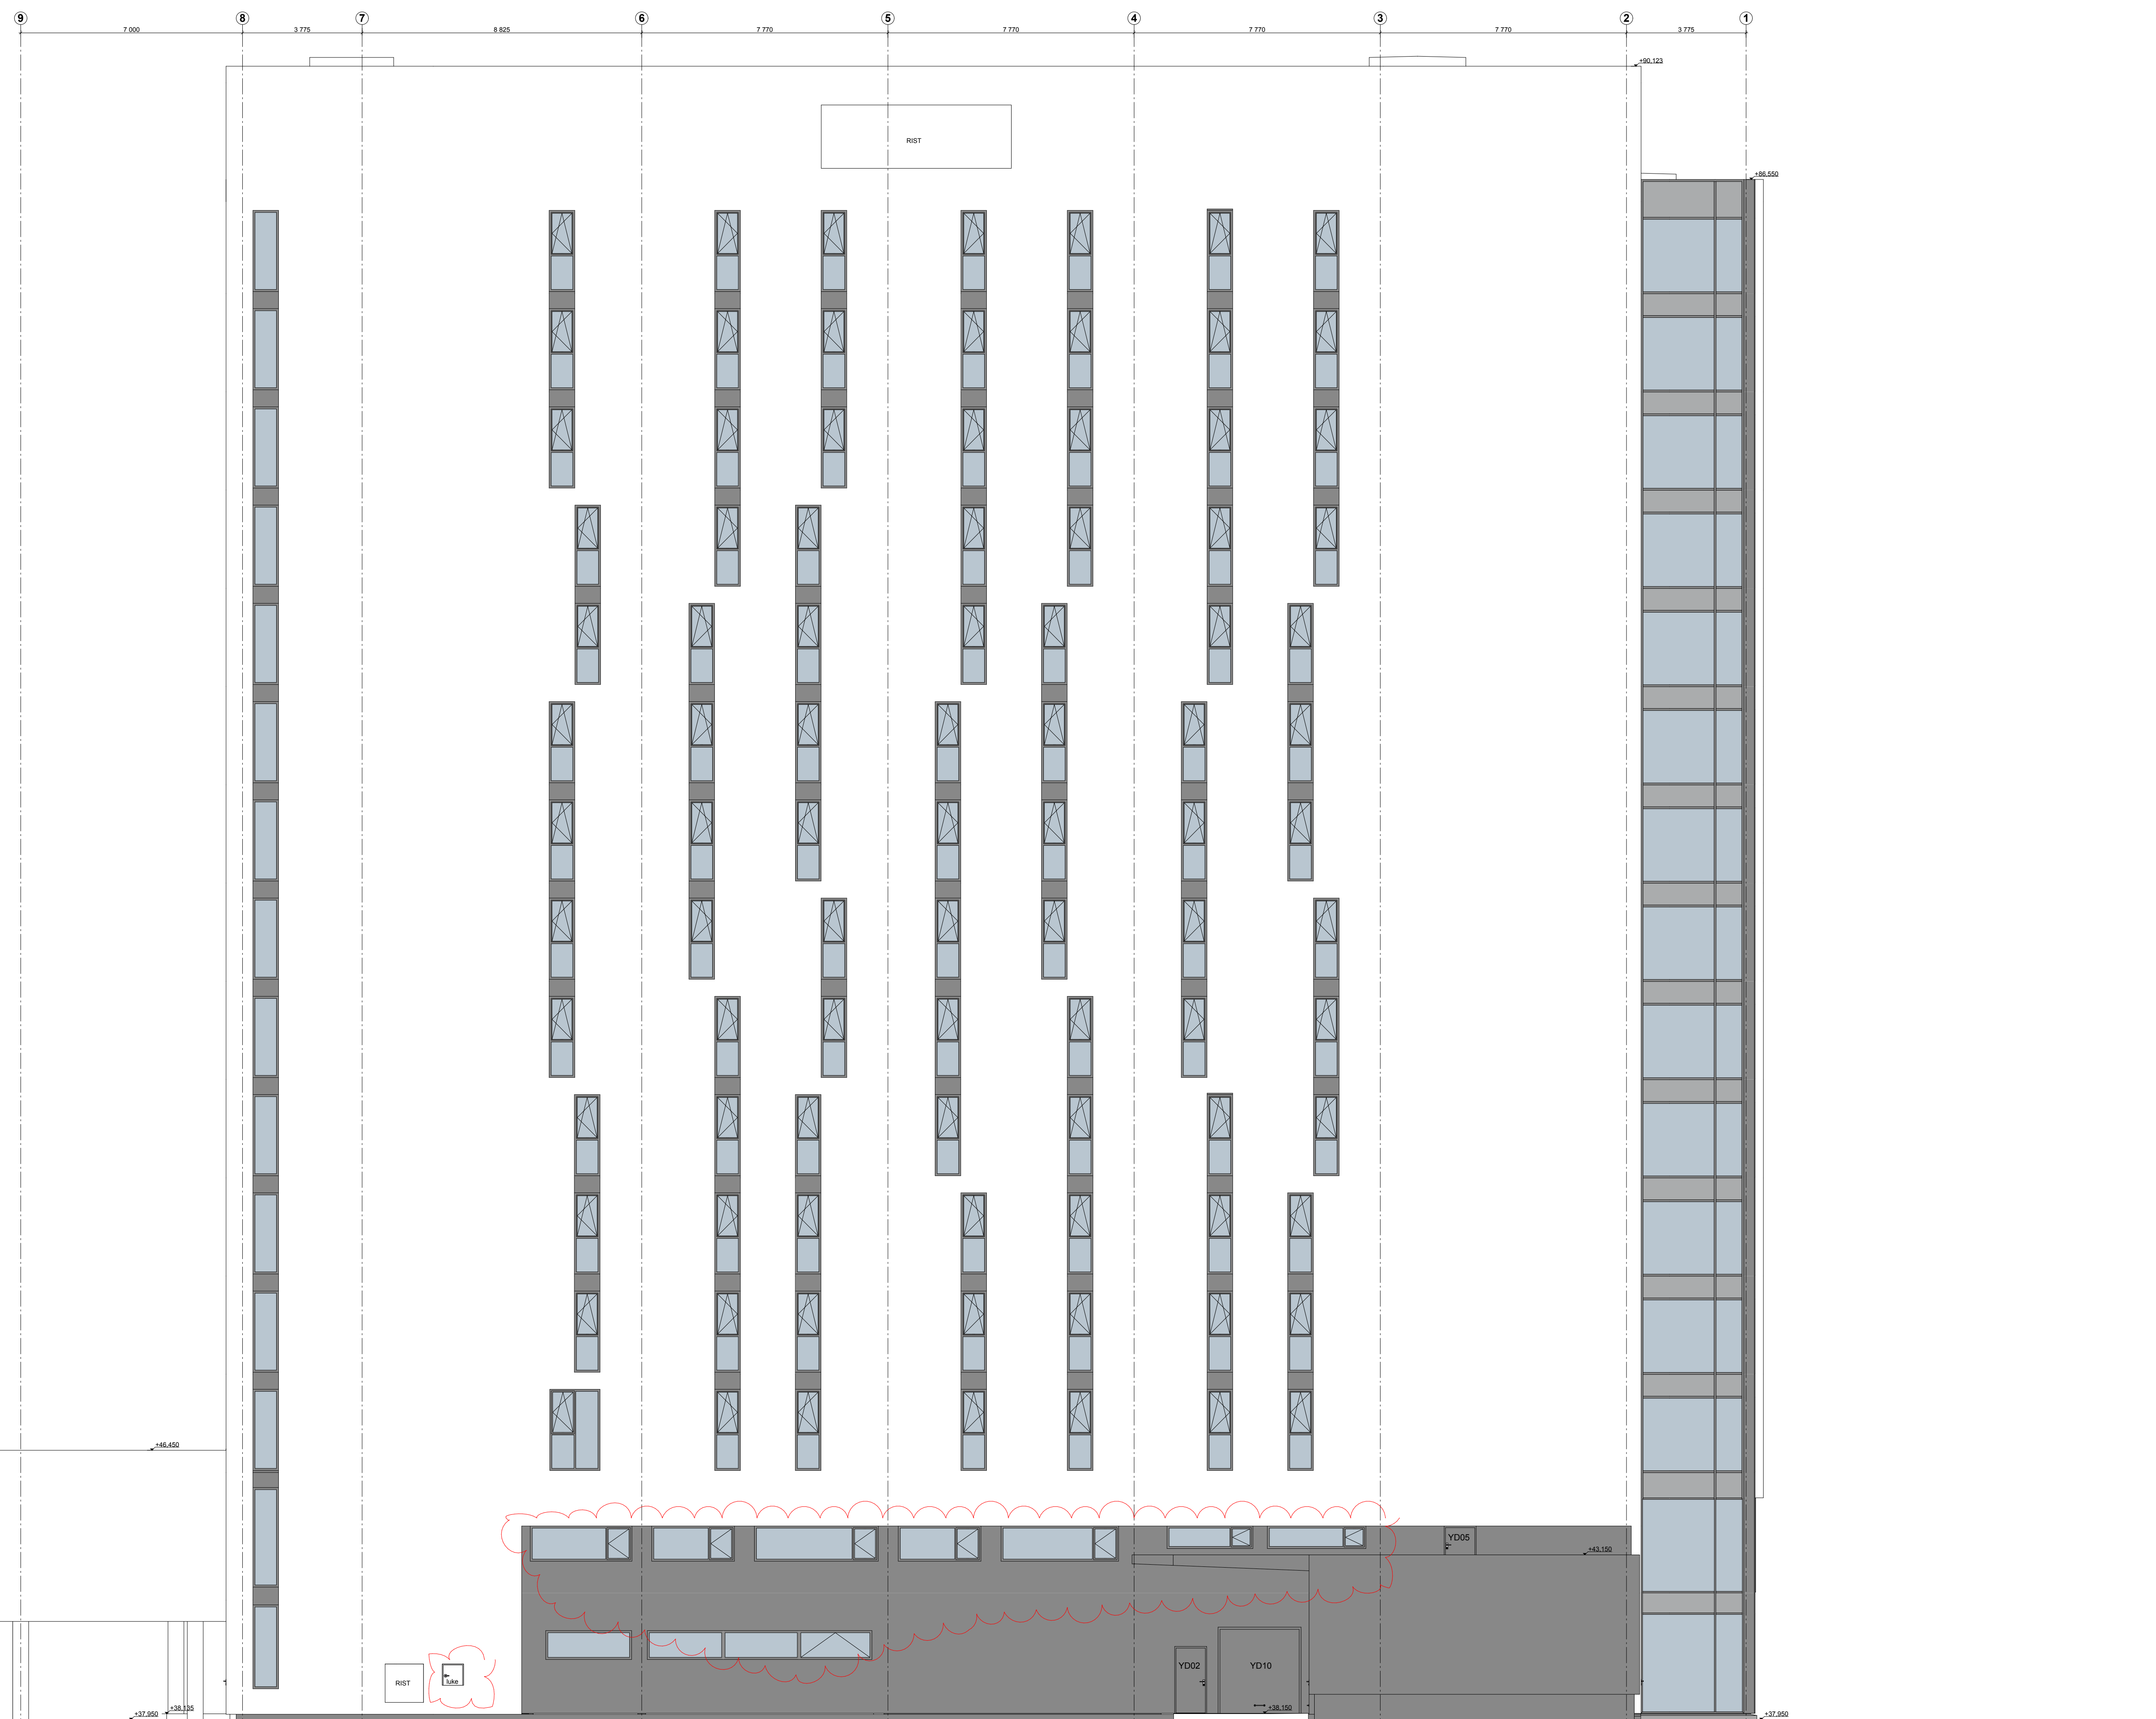 9 8 7 6 5 4 3 2 1
7 000 3 775 8 825 7 770 7 770 7 770 7 770 3 775
+90,123
RIST
+86,550
+46,450
YD05
+43,150
YD02 YD10
RIST luke
+38,135 +38,150
+37,950 +37,950